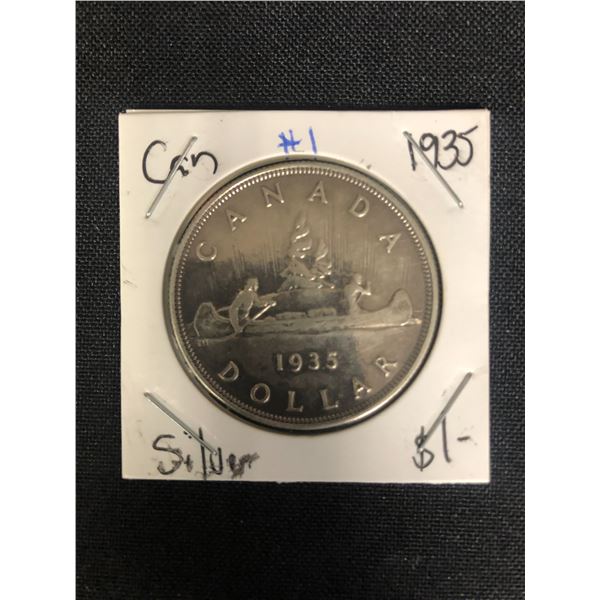 Can #1 1935
CANADA
1935
DOLLAR
Silver $1-